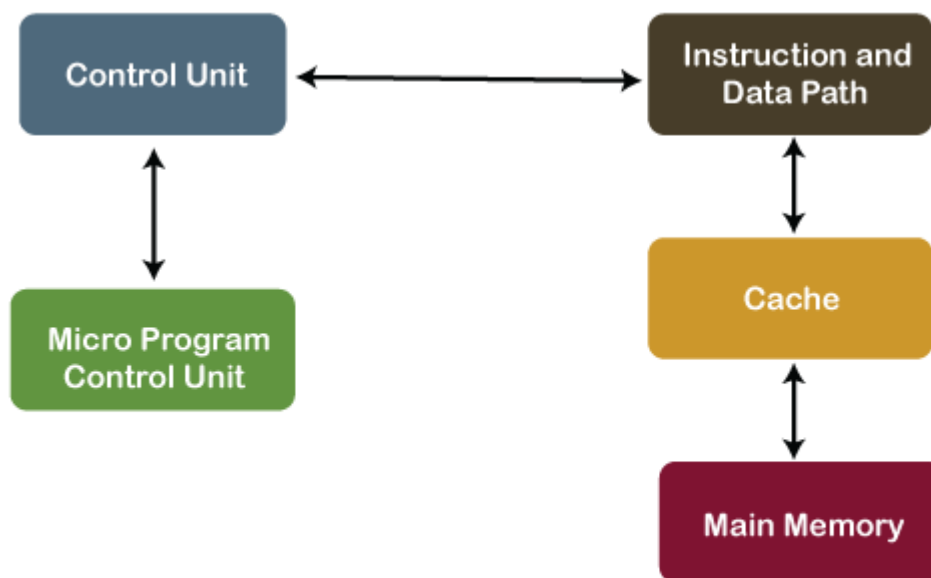 Control Unit
Instruction and
Data Path
Micro Program
Control Unit
Cache
Main Memory